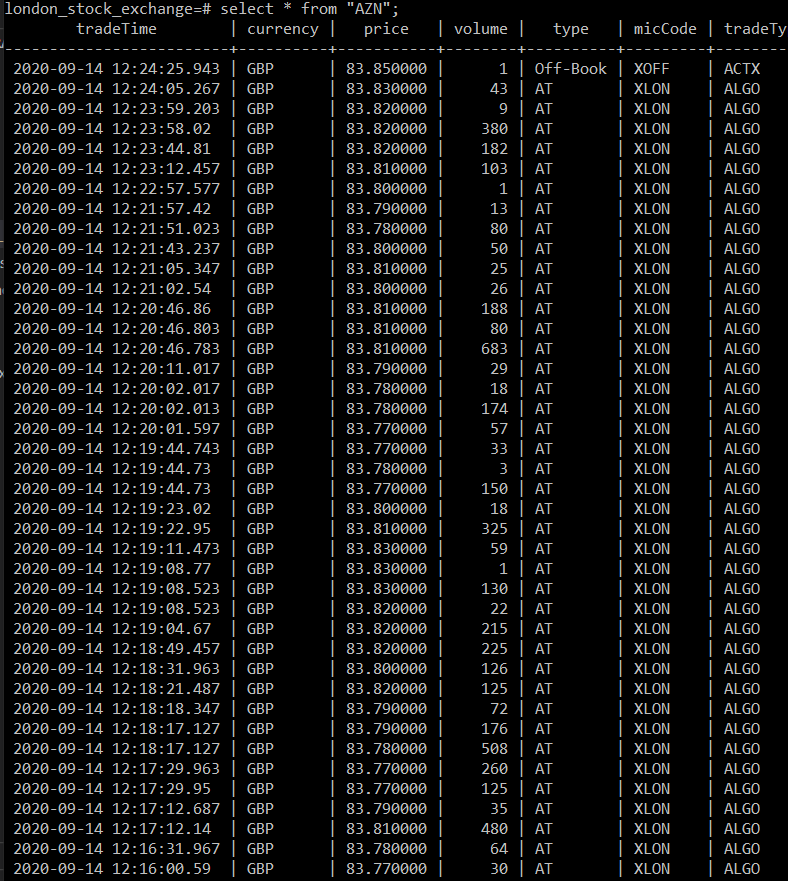 london_stock_exchange=# select * from "AZN";
tradeTime | currency | price | volume | type | micCode | tradeTy
-------------------------+----------+-----------+--------+----------+---------+--------
2020-09-14 12:24:25.943 | GBP | 83.850000 | 1 | Off-Book | XOFF | ACTX
2020-09-14 12:24:05.267 | GBP | 83.830000 | 43 | AT | XLON | ALGO
2020-09-14 12:23:59.203 | GBP | 83.820000 | 9 | AT | XLON | ALGO
2020-09-14 12:23:58.02 | GBP | 83.820000 | 380 | AT | XLON | ALGO
2020-09-14 12:23:44.81 | GBP | 83.820000 | 182 | AT | XLON | ALGO
2020-09-14 12:23:12.457 | GBP | 83.810000 | 103 | AT | XLON | ALGO
2020-09-14 12:22:57.577 | GBP | 83.800000 | 1 | AT | XLON | ALGO
2020-09-14 12:21:57.42 | GBP | 83.790000 | 13 | AT | XLON | ALGO
2020-09-14 12:21:51.023 | GBP | 83.780000 | 80 | AT | XLON | ALGO
2020-09-14 12:21:43.237 | GBP | 83.800000 | 50 | AT | XLON | ALGO
2020-09-14 12:21:05.347 | GBP | 83.810000 | 25 | AT | XLON | ALGO
2020-09-14 12:21:02.54 | GBP | 83.800000 | 26 | AT | XLON | ALGO
2020-09-14 12:20:46.86 | GBP | 83.810000 | 188 | AT | XLON | ALGO
2020-09-14 12:20:46.803 | GBP | 83.810000 | 80 | AT | XLON | ALGO
2020-09-14 12:20:46.783 | GBP | 83.810000 | 683 | AT | XLON | ALGO
2020-09-14 12:20:11.017 | GBP | 83.790000 | 29 | AT | XLON | ALGO
2020-09-14 12:20:02.017 | GBP | 83.780000 | 18 | AT | XLON | ALGO
2020-09-14 12:20:02.013 | GBP | 83.780000 | 174 | AT | XLON | ALGO
2020-09-14 12:20:01.597 | GBP | 83.770000 | 57 | AT | XLON | ALGO
2020-09-14 12:19:44.743 | GBP | 83.770000 | 33 | AT | XLON | ALGO
2020-09-14 12:19:44.73 | GBP | 83.780000 | 3 | AT | XLON | ALGO
2020-09-14 12:19:44.73 | GBP | 83.770000 | 150 | AT | XLON | ALGO
2020-09-14 12:19:23.02 | GBP | 83.800000 | 18 | AT | XLON | ALGO
2020-09-14 12:19:22.95 | GBP | 83.810000 | 325 | AT | XLON | ALGO
2020-09-14 12:19:11.473 | GBP | 83.830000 | 59 | AT | XLON | ALGO
2020-09-14 12:19:08.77 | GBP | 83.830000 | 1 | AT | XLON | ALGO
2020-09-14 12:19:08.523 | GBP | 83.830000 | 130 | AT | XLON | ALGO
2020-09-14 12:19:08.523 | GBP | 83.820000 | 22 | AT | XLON | ALGO
2020-09-14 12:19:04.67 | GBP | 83.820000 | 215 | AT | XLON | ALGO
2020-09-14 12:18:49.457 | GBP | 83.820000 | 225 | AT | XLON | ALGO
2020-09-14 12:18:31.963 | GBP | 83.800000 | 126 | AT | XLON | ALGO
2020-09-14 12:18:21.487 | GBP | 83.820000 | 125 | AT | XLON | ALGO
2020-09-14 12:18:18.347 | GBP | 83.790000 | 72 | AT | XLON | ALGO
2020-09-14 12:18:17.127 | GBP | 83.790000 | 176 | AT | XLON | ALGO
2020-09-14 12:18:17.127 | GBP | 83.780000 | 508 | AT | XLON | ALGO
2020-09-14 12:17:29.963 | GBP | 83.770000 | 260 | AT | XLON | ALGO
2020-09-14 12:17:29.95 | GBP | 83.770000 | 125 | AT | XLON | ALGO
2020-09-14 12:17:12.687 | GBP | 83.790000 | 35 | AT | XLON | ALGO
2020-09-14 12:17:12.14 | GBP | 83.810000 | 480 | AT | XLON | ALGO
2020-09-14 12:16:31.967 | GBP | 83.780000 | 64 | AT | XLON | ALGO
2020-09-14 12:16:00.59 | GBP | 83.770000 | 30 | AT | XLON | ALGO